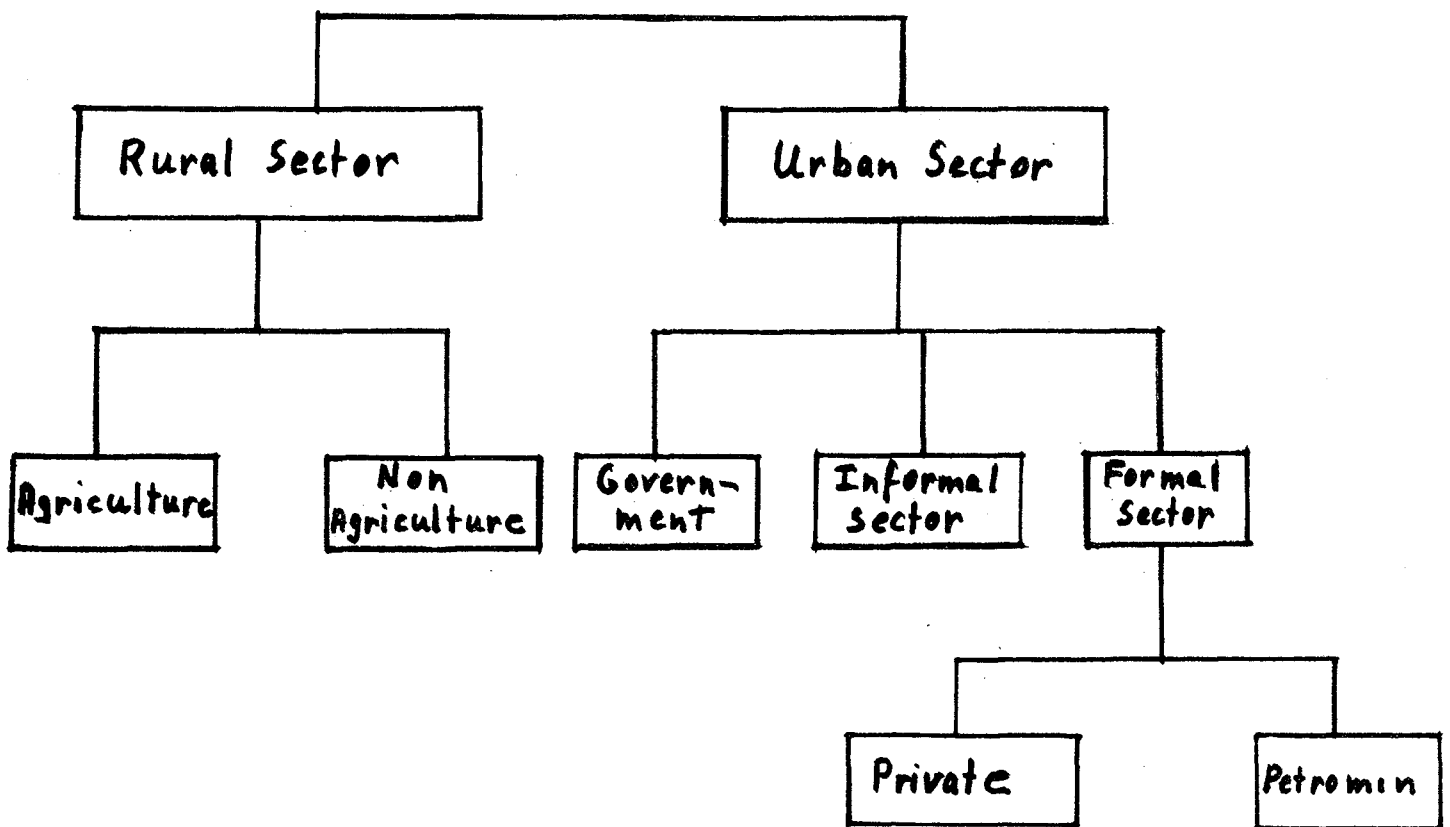 Rural Sector
Urban Sector
Agriculture
Non
Agriculture
Govern-
ment
Informal
sector
Formal
Sector
Private
Petromin